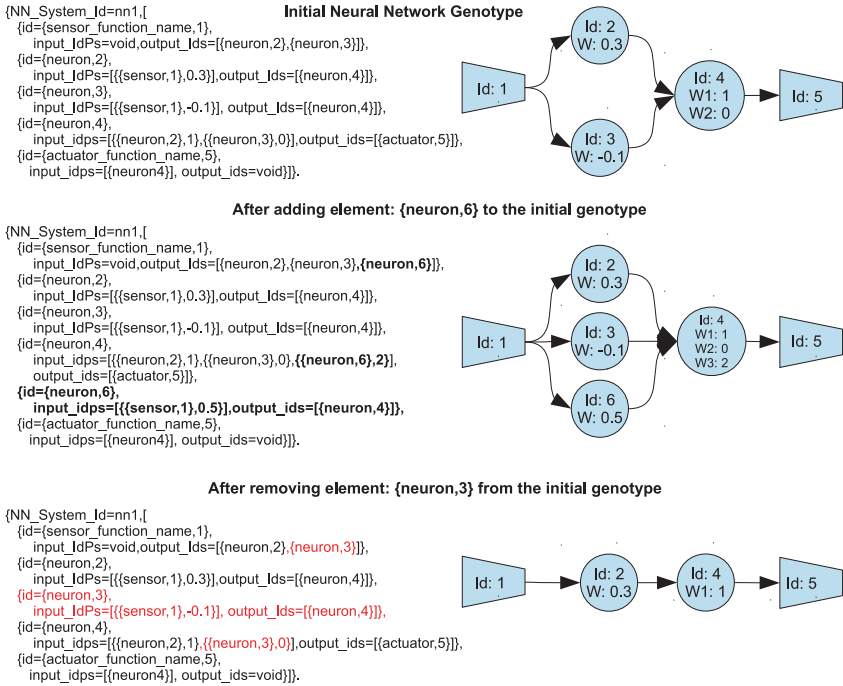 Initial Neural Network Genotype
{NN_System_Id=nn1,[
{id={sensor_function_name,1},
input_IdPs=void,output_Ids=[{neuron,2},{neuron,3}]},
{id={neuron,2},
input_IdPs=[{{sensor,1},0.3}],output_Ids=[{neuron,4}]},
{id={neuron,3},
input_IdPs=[{{sensor,1},-0.1}], output_Ids=[{neuron,4}]},
{id={neuron,4},
input_idps=[{{neuron,2},1},{{neuron,3},0}],output_ids=[{actuator,5}]},
{id={actuator_function_name,5},
input_idps=[{neuron4}], output_ids=void}]}.
Id: 1
Id: 2
W: 0.3
Id: 3
W: -0.1
Id: 4
W1: 1
W2: 0
Id: 5
After adding element: {neuron,6} to the initial genotype
{NN_System_Id=nn1,[
{id={sensor_function_name,1},
input_IdPs=void,output_Ids=[{neuron,2},{neuron,3},{neuron,6}]},
{id={neuron,2},
input_IdPs=[{{sensor,1},0.3}],output_Ids=[{neuron,4}]},
{id={neuron,3},
input_IdPs=[{{sensor,1},-0.1}], output_Ids=[{neuron,4}]},
{id={neuron,4},
input_idps=[{{neuron,2},1},{{neuron,3},0},{{neuron,6},2}],
output_ids=[{actuator,5}]},
{id={neuron,6},
input_idps=[{{sensor,1},0.5}],output_ids=[{neuron,4}]},
{id={actuator_function_name,5},
input_idps=[{neuron4}], output_ids=void}]}.
Id: 1
Id: 2
W: 0.3
Id: 3
W: -0.1
Id: 6
W: 0.5
Id: 4
W1: 1
W2: 0
W3: 2
Id: 5
After removing element: {neuron,3} from the initial genotype
{NN_System_Id=nn1,[
{id={sensor_function_name,1},
input_IdPs=void,output_Ids=[{neuron,2},{neuron,3}]},
{id={neuron,2},
input_IdPs=[{{sensor,1},0.3}],output_Ids=[{neuron,4}]},
{id={neuron,3},
input_IdPs=[{{sensor,1},-0.1}], output_Ids=[{neuron,4}]},
{id={neuron,4},
input_idps=[{{neuron,2},1},{{neuron,3},0}],output_ids=[{actuator,5}]},
{id={actuator_function_name,5},
input_idps=[{neuron4}], output_ids=void}]}.
Id: 1
Id: 2
W: 0.3
Id: 4
W1: 1
Id: 5